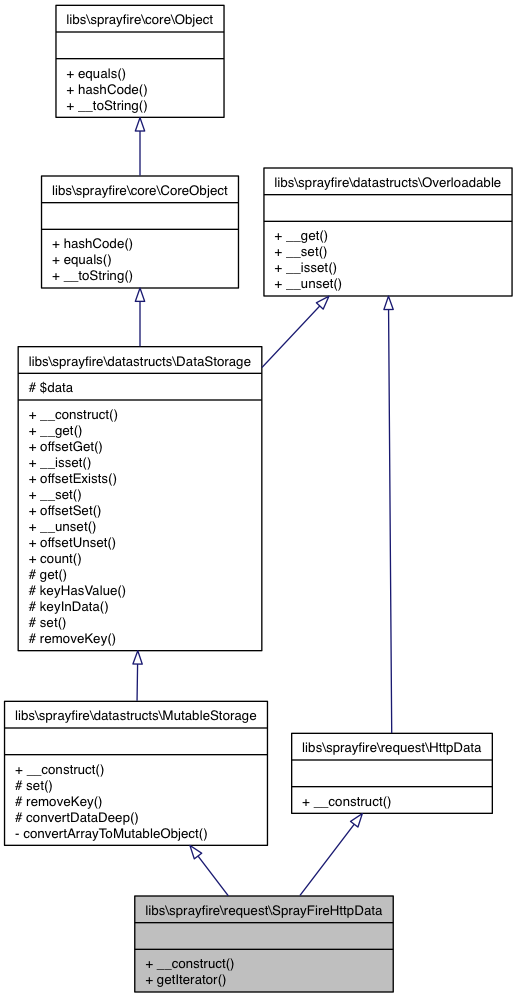 libs\sprayfire\core\Object
+ equals()
+ hashCode()
+ __toString()
libs\sprayfire\core\CoreObject
+ hashCode()
+ equals()
+ __toString()
libs\sprayfire\datastructs\Overloadable
+ __get()
+ __set()
+ __isset()
+ __unset()
libs\sprayfire\datastructs\DataStorage
# $data
+ __construct()
+ __get()
+ offsetGet()
+ __isset()
+ offsetExists()
+ __set()
+ offsetSet()
+ __unset()
+ offsetUnset()
+ count()
# get()
# keyHasValue()
# keyInData()
# set()
# removeKey()
libs\sprayfire\datastructs\MutableStorage
+ __construct()
# set()
# removeKey()
# convertDataDeep()
- convertArrayToMutableObject()
libs\sprayfire\request\HttpData
+ __construct()
libs\sprayfire\request\SprayFireHttpData
+ __construct()
+ getIterator()